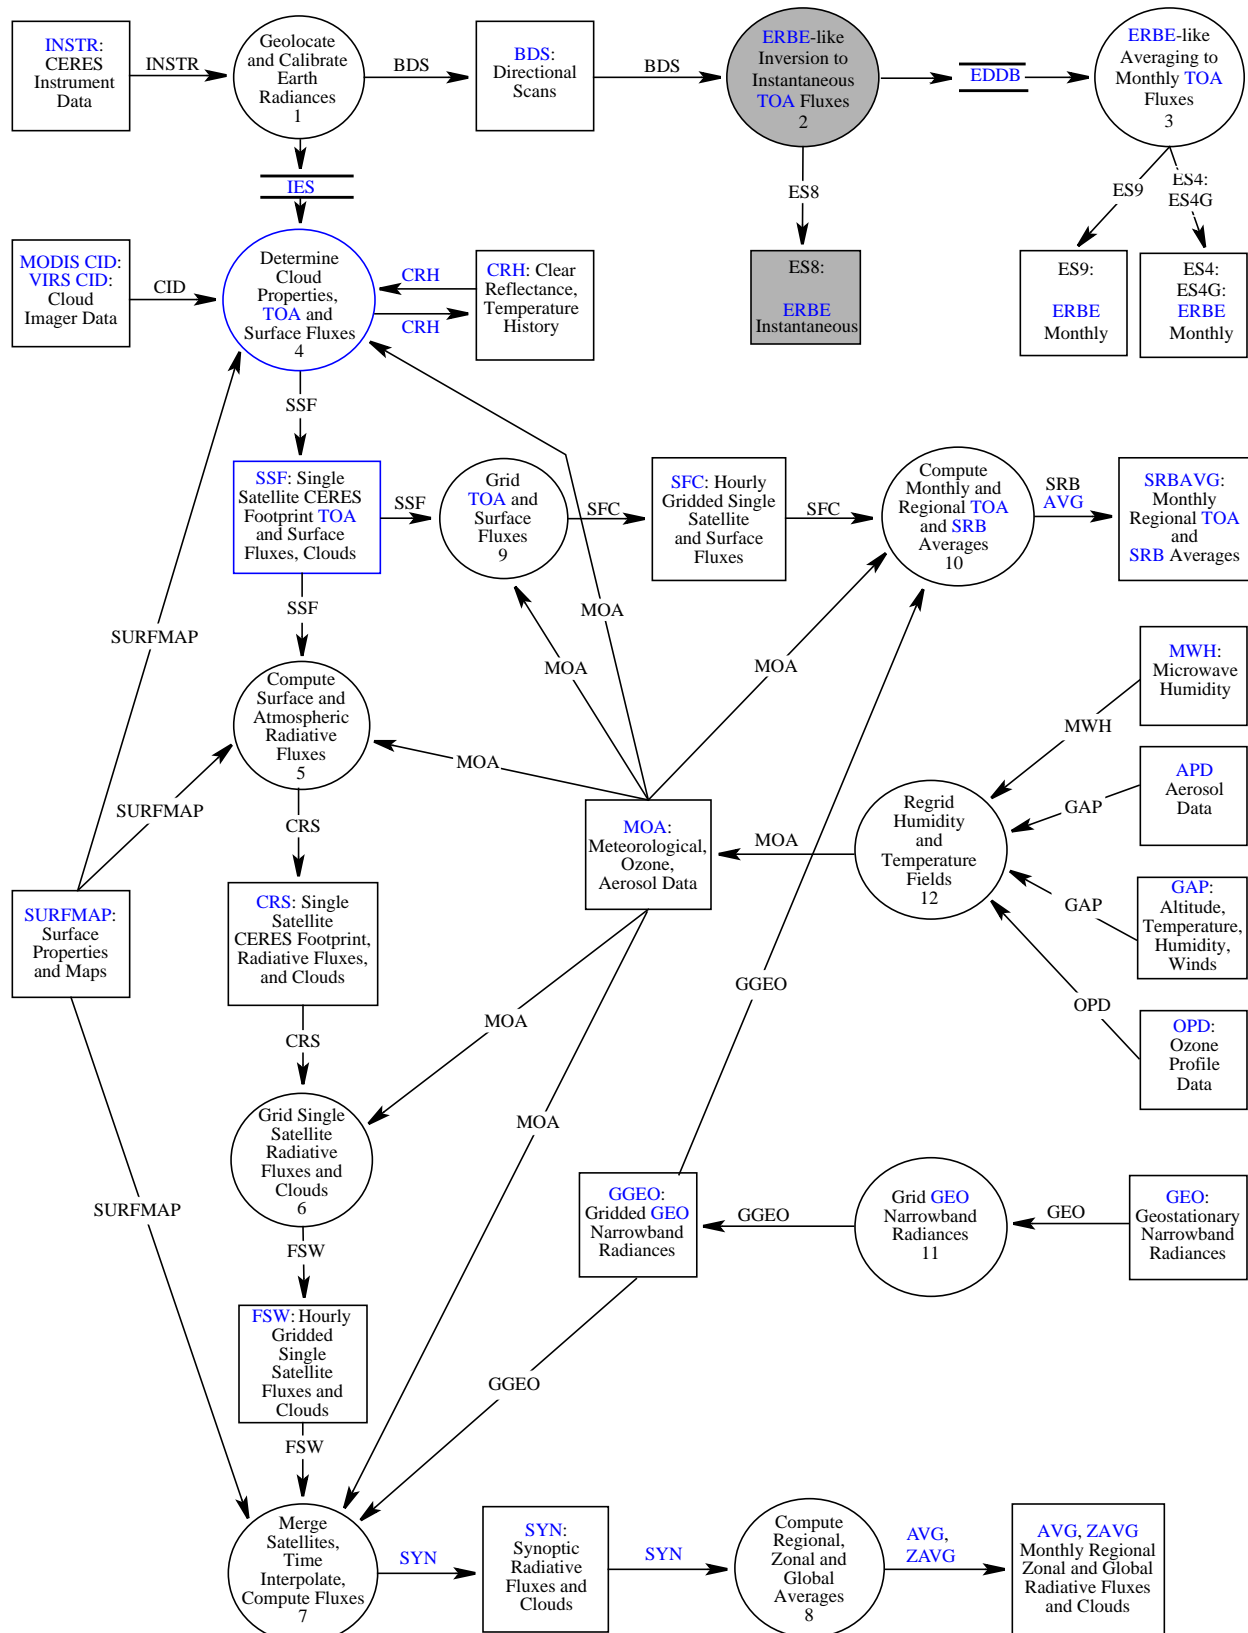 INSTR:
CERES
Instrument
Data
INSTR
Geolocate
and Calibrate
Earth
Radiances
1
BDS
BDS:
Directional
Scans
BDS
ERBE-like
Inversion to
Instantaneous
TOA Fluxes
2
EDDB
ERBE-like
Averaging to
Monthly TOA
Fluxes
3
IES
ES8
ES9
ES4:
ES4G
MODIS CID:
VIRS CID:
Cloud
Imager Data
CID
Determine
Cloud
Properties,
TOA and
Surface Fluxes
4
CRH
CRH
CRH: Clear
Reflectance,
Temperature
History
ES8:
ERBE
Instantaneous
ES9:
ERBE
Monthly
ES4:
ES4G:
ERBE
Monthly
SSF
SSF: Single
Satellite CERES
Footprint TOA
and Surface
Fluxes, Clouds
SSF
Grid
TOA and
Surface
Fluxes
9
SFC
SFC: Hourly
Gridded Single
Satellite
and Surface
Fluxes
SFC
Compute
Monthly and
Regional TOA
and SRB
Averages
10
SRB
AVG
SRBAVG:
Monthly
Regional TOA
and
SRB Averages
SSF
SURFMAP
MOA
MOA
MOA
Compute
Surface and
Atmospheric
Radiative
Fluxes
5
MOA
MWH:
Microwave
Humidity
MWH
SURFMAP
CRS
MOA:
Meteorological,
Ozone,
Aerosol Data
MOA
Regrid
Humidity
and
Temperature
Fields
12
GAP
APD
Aerosol
Data
GAP
GAP:
Altitude,
Temperature,
Humidity,
Winds
SURFMAP:
Surface
Properties
and Maps
CRS: Single
Satellite
CERES Footprint,
Radiative Fluxes,
and Clouds
GGEO
OPD
OPD:
Ozone
Profile
Data
CRS
MOA
MOA
Grid Single
Satellite
Radiative
Fluxes and
Clouds
6
SURFMAP
GGEO:
Gridded GEO
Narrowband
Radiances
GGEO
Grid GEO
Narrowband
Radiances
11
GEO
GEO:
Geostationary
Narrowband
Radiances
FSW
FSW: Hourly
Gridded
Single
Satellite
Fluxes and
Clouds
GGEO
FSW
Merge
Satellites,
Time
Interpolate,
Compute Fluxes
7
SYN
SYN:
Synoptic
Radiative
Fluxes and
Clouds
SYN
Compute
Regional,
Zonal and
Global
Averages
8
AVG,
ZAVG
AVG, ZAVG
Monthly Regional
Zonal and Global
Radiative Fluxes
and Clouds